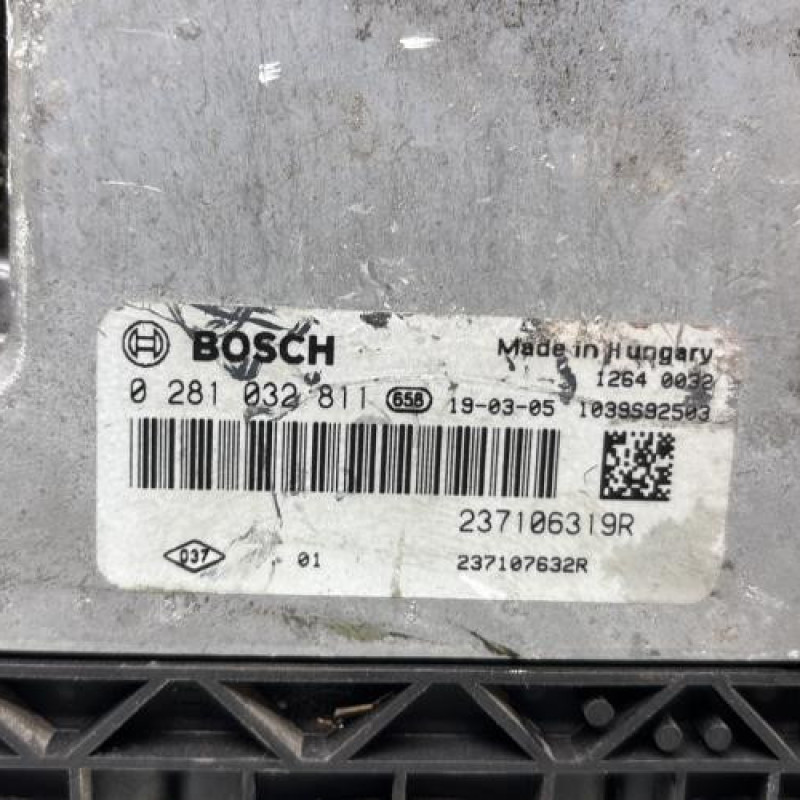 BOSCH
Made in Hungary
1264 0032
0 281 032 811 658 19-03-05 1039S92503
237106319R
037 01 237107632R